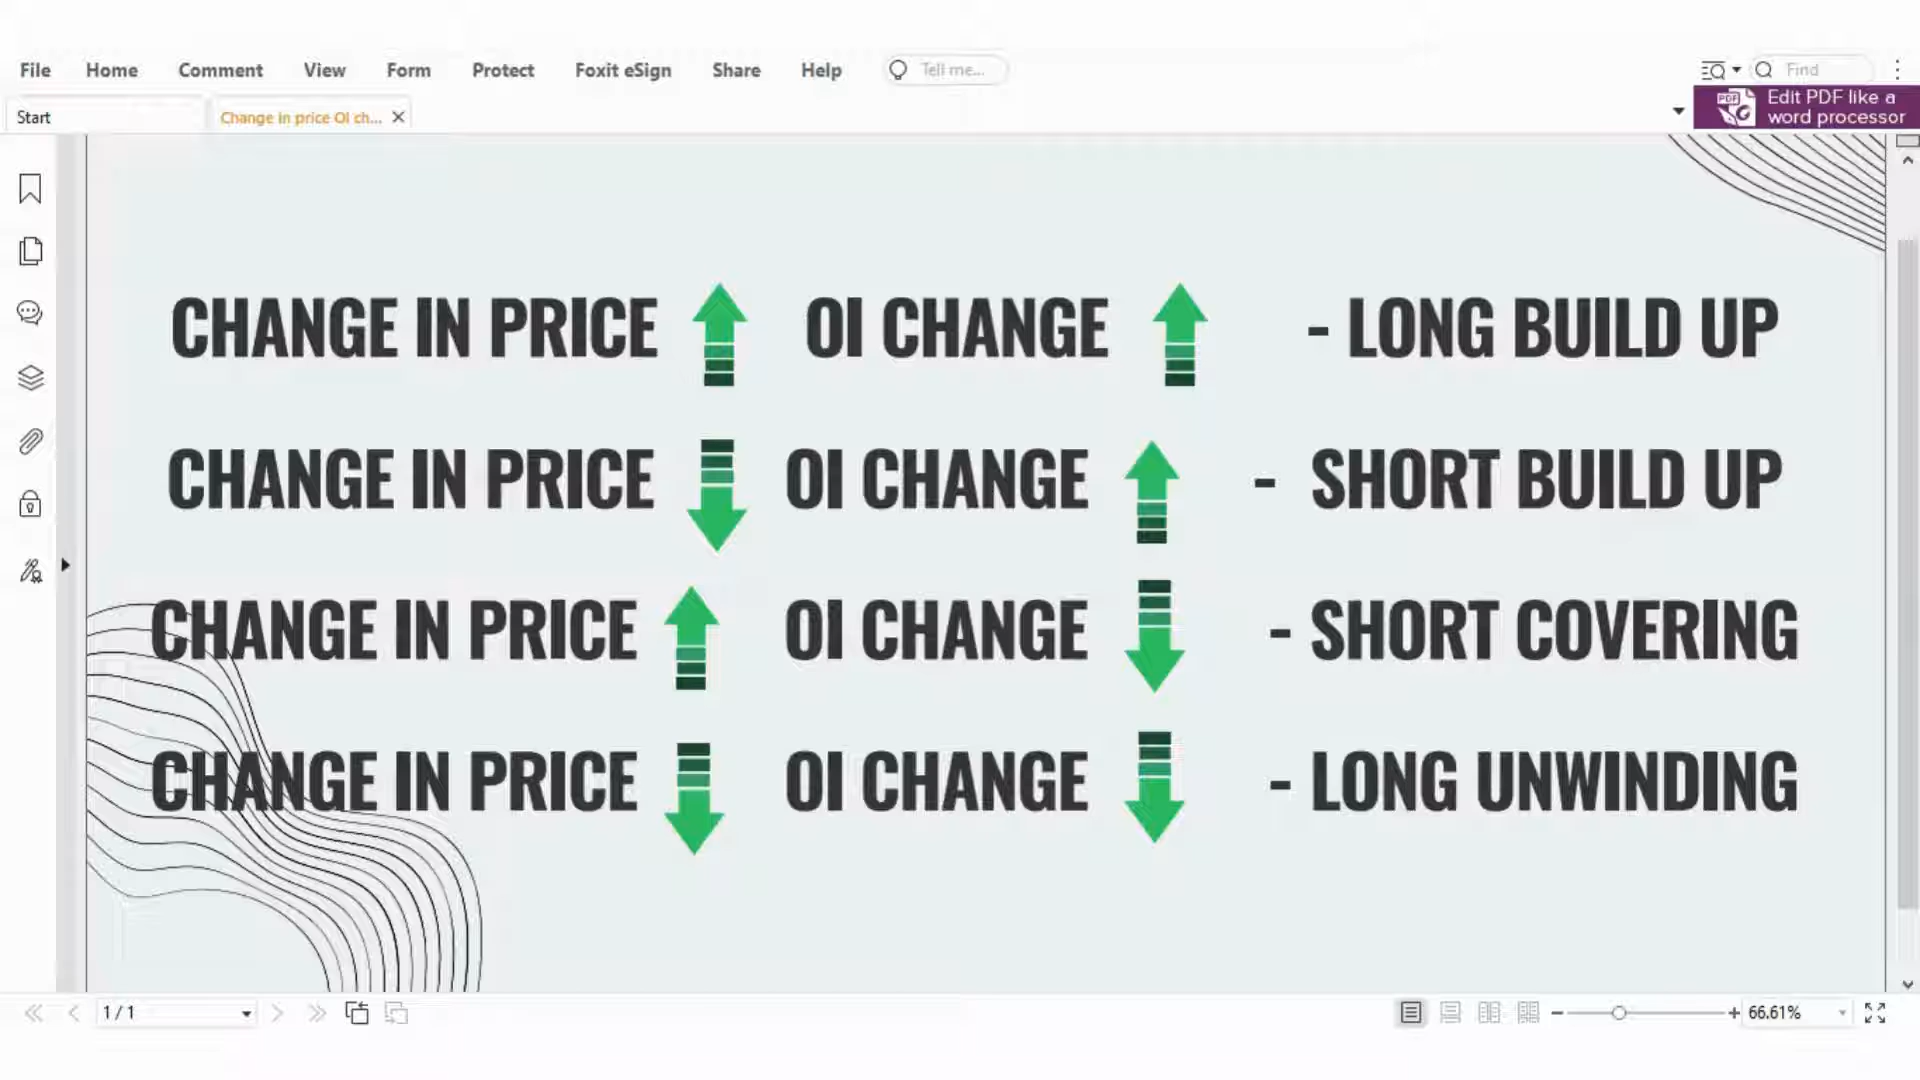 File Home Comment View Form Protect Foxit eSign Share Help Tell me... Find
Start Change in price OI ch... Edit PDF like a
word processor
CHANGE IN PRICE OI CHANGE - LONG BUILD UP
CHANGE IN PRICE OI CHANGE - SHORT BUILD UP
CHANGE IN PRICE OI CHANGE - SHORT COVERING
CHANGE IN PRICE OI CHANGE - LONG UNWINDING
1 / 1 66.61%